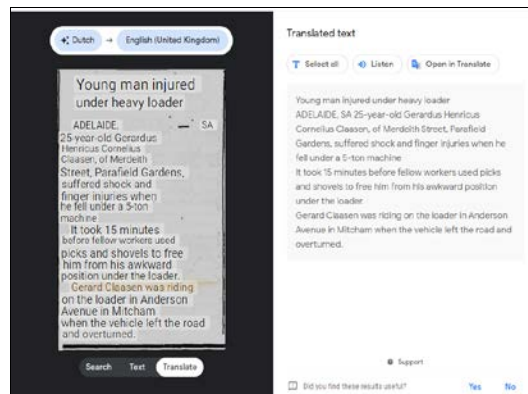 Dutch → English (United Kingdom)
Young man injured
under heavy loader
ADELAIDE, — SA
25-year-old Gerardus
Henricus Cornelius
Claasen, of Merdeith
Street, Parafield Gardens,
suffered shock and
finger injuries when
he fell under a 5-ton
machine
It took 15 minutes
before fellow workers used
picks and shovels to free
him from his awkward
position under the loader.
Gerard Claasen was riding
on the loader in Anderson
Avenue in Mitcham
when the vehicle left the road
and overturned.
Search Text Translate
Translated text
Select all Listen Open in Translate
Young man injured under heavy loader
ADELAIDE, SA 25-year-old Gerardus Henricus
Cornelius Claasen, of Merdeith Street, Parafield
Gardens, suffered shock and finger injuries when he
fell under a 5-ton machine
It took 15 minutes before fellow workers used picks
and shovels to free him from his awkward position
under the loader
Gerard Claasen was riding on the loader in Anderson
Avenue in Mitcham when the vehicle left the road and
overturned.
Support
Did you find these results useful? Yes No